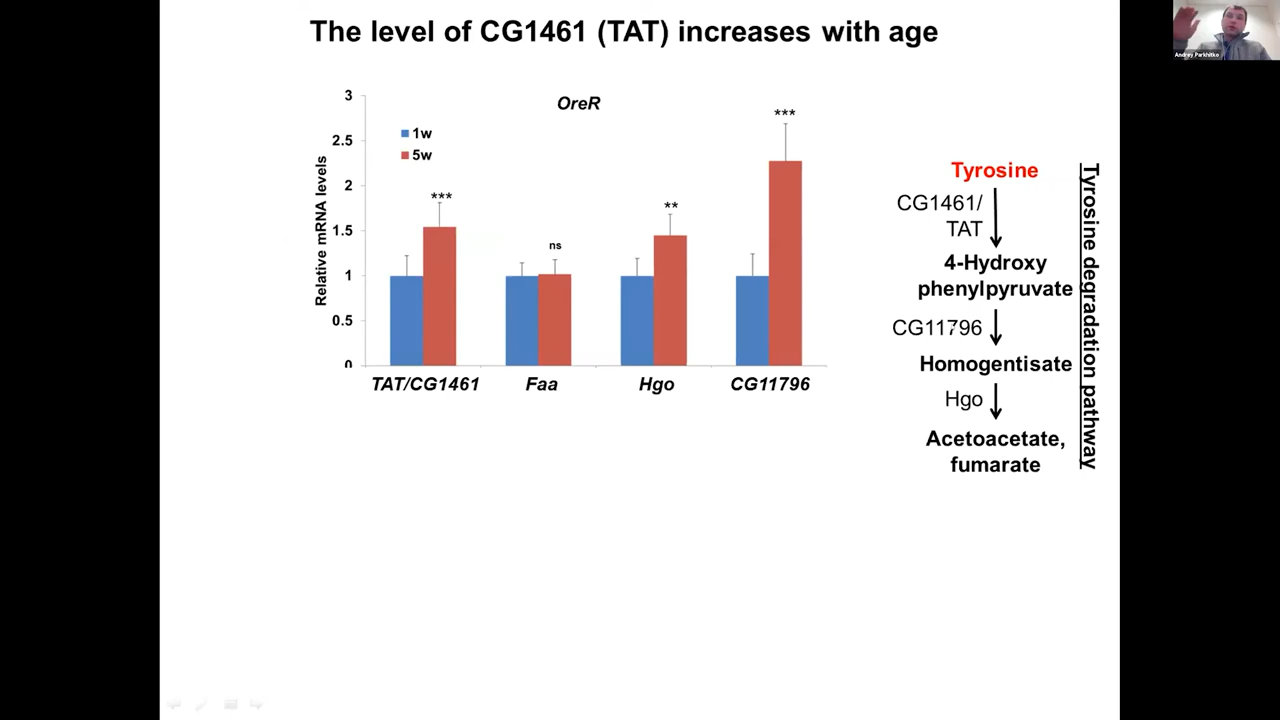 The level of CG1461 (TAT) increases with age
Andrey Parkhitko
OreR
3
2.5
2
1.5
1
0.5
0
Relative mRNA levels
1w
5w
***
ns
**
***
TAT/CG1461
Faa
Hgo
CG11796
Tyrosine
CG1461/
TAT
4-Hydroxy
phenylpyruvate
CG11796
Homogentisate
Hgo
Acetoacetate,
fumarate
Tyrosine degradation pathway